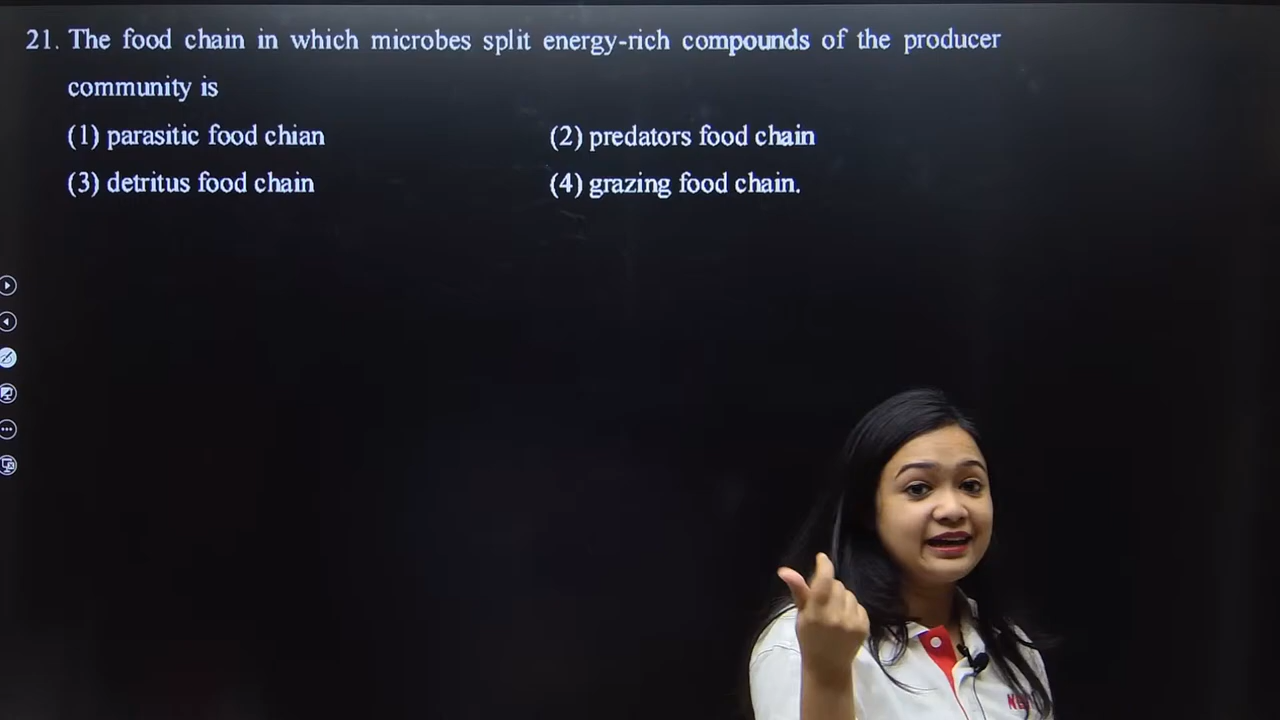 21. The food chain in which microbes split energy-rich compounds of the producer
community is
(1) parasitic food chian
(2) predators food chain
(3) detritus food chain
(4) grazing food chain.